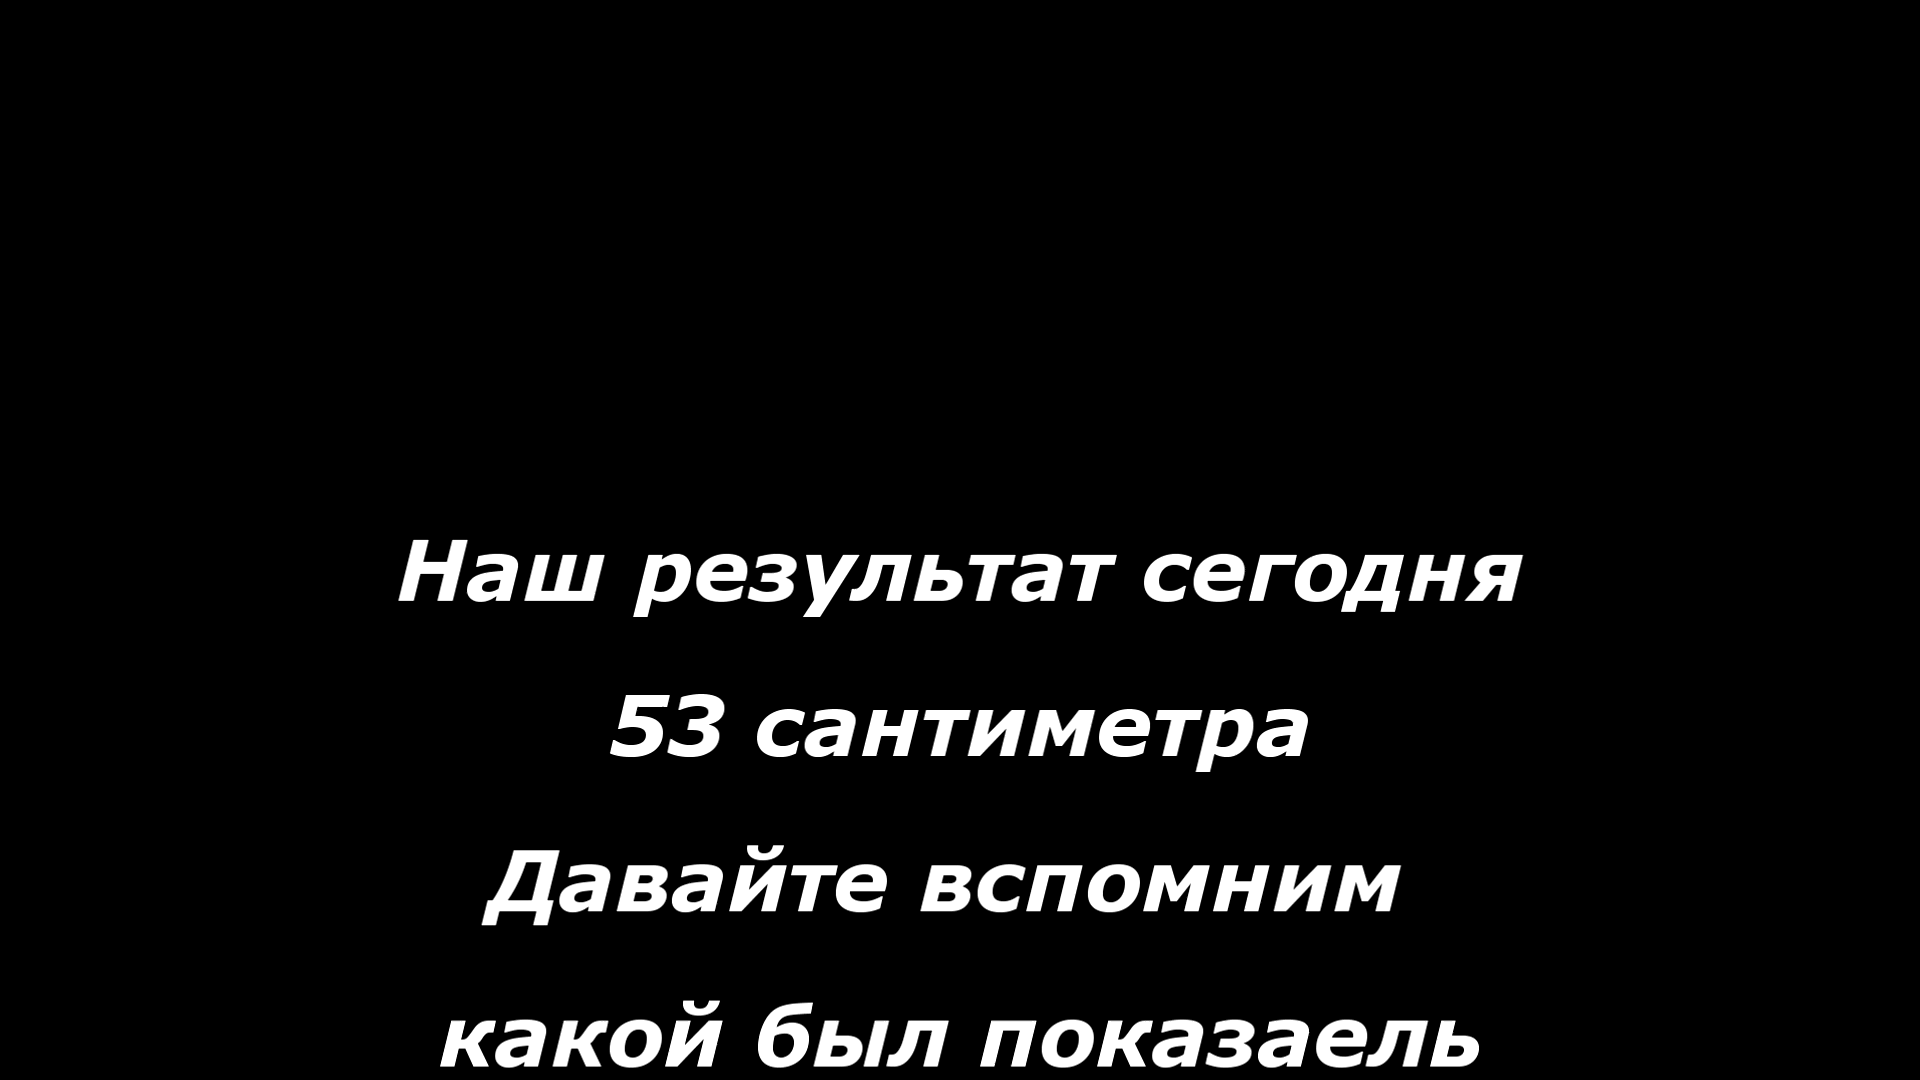 Наш результат сегодня
53 сантиметра
Давайте вспомним
какой был показаель